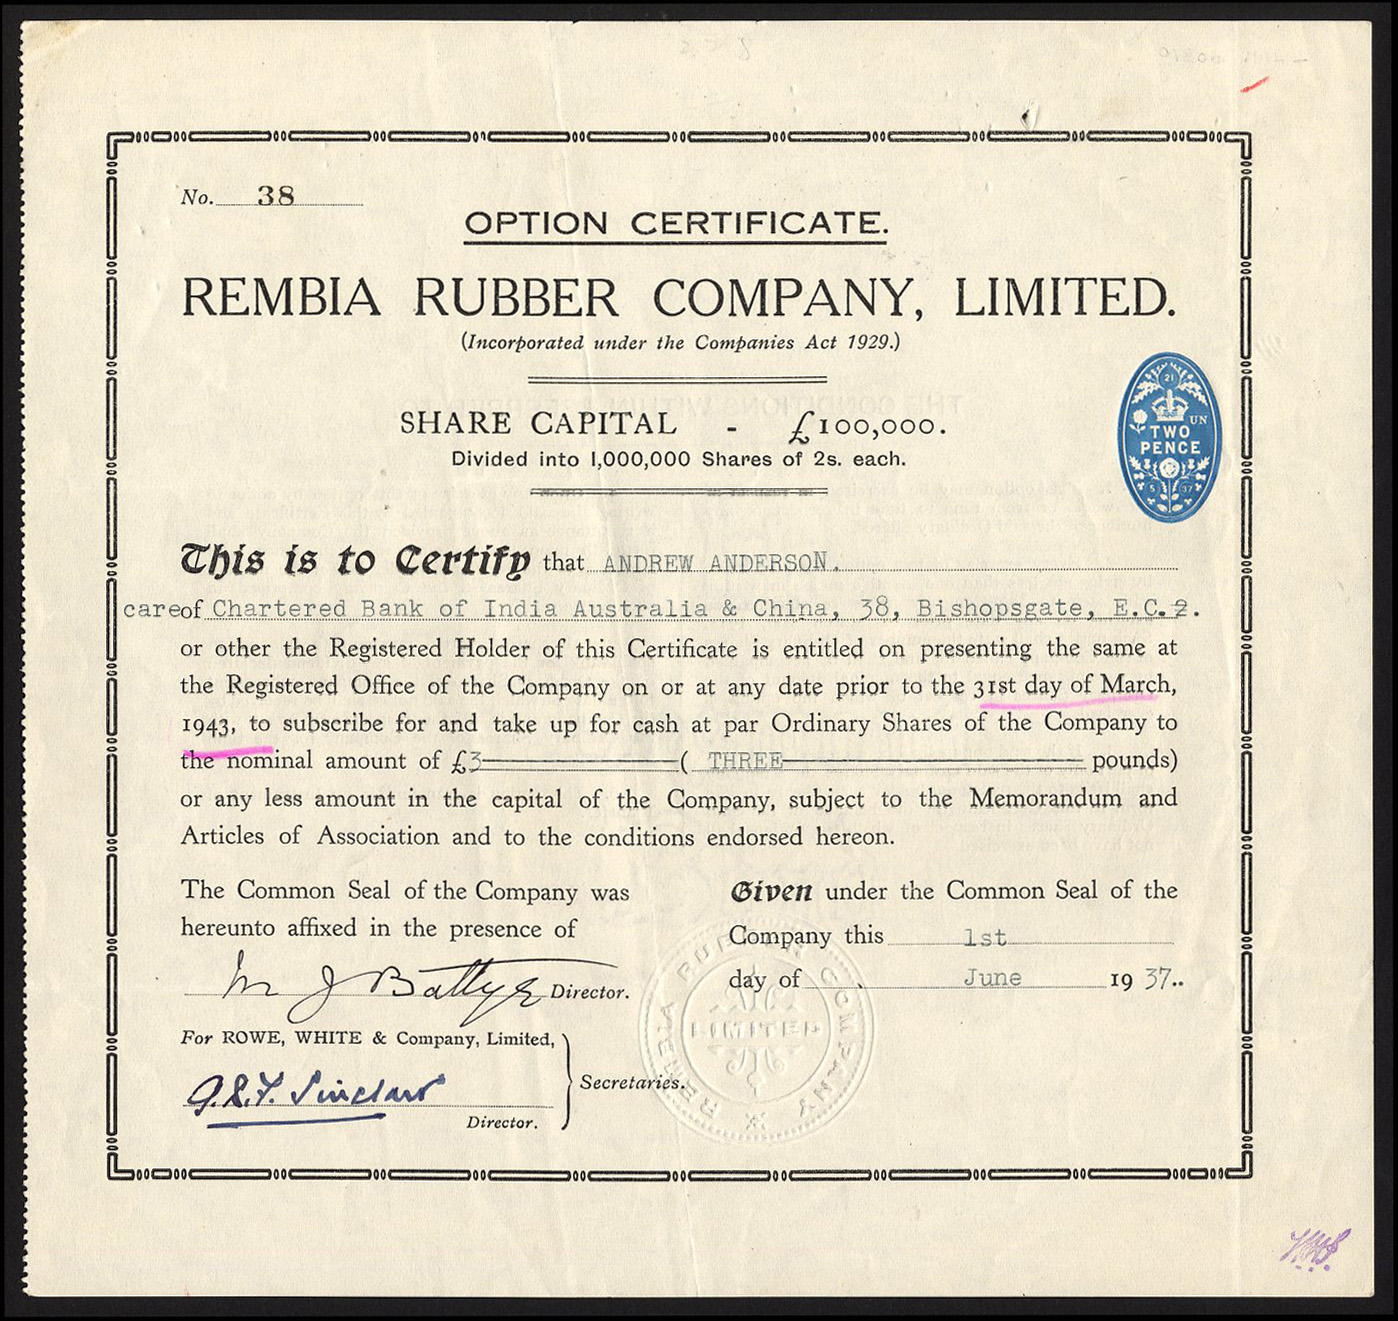 No. 38
OPTION CERTIFICATE.
REMBIA RUBBER COMPANY, LIMITED.
(Incorporated under the Companies Act 1929.)
SHARE CAPITAL - £100,000.
Divided into 1,000,000 Shares of 2s. each.
21
UN
TWO
PENCE
This is to Certify that ANDREW ANDERSON.
care of Chartered Bank of India Australia & China, 38, Bishopsgate, E.C.2.
or other the Registered Holder of this Certificate is entitled on presenting the same at
the Registered Office of the Company on or at any date prior to the 31st day of March,
1943, to subscribe for and take up for cash at par Ordinary Shares of the Company to
the nominal amount of £3 ( THREE pounds)
or any less amount in the capital of the Company, subject to the Memorandum and
Articles of Association and to the conditions endorsed hereon.
The Common Seal of the Company was
hereunto affixed in the presence of
Given under the Common Seal of the
Company this 1st
day of June 1937..
Director.
For ROWE, WHITE & Company, Limited,
Sinclair
Secretaries.
Director.
REMBIA RUBBER COMPANY
LIMITED